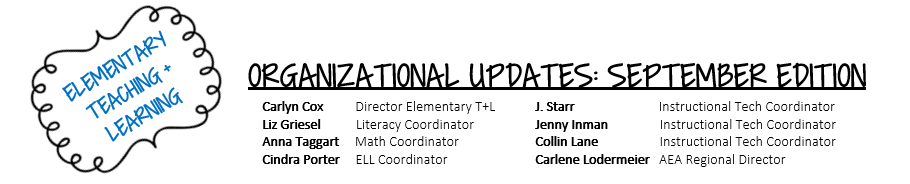 ELEMENTARY
TEACHING +
LEARNING
ORGANIZATIONAL UPDATES: SEPTEMBER EDITION
Carlyn Cox Director Elementary T+L J. Starr Instructional Tech Coordinator
Liz Griesel Literacy Coordinator Jenny Inman Instructional Tech Coordinator
Anna Taggart Math Coordinator Collin Lane Instructional Tech Coordinator
Cindra Porter ELL Coordinator Carlene Lodermeier AEA Regional Director